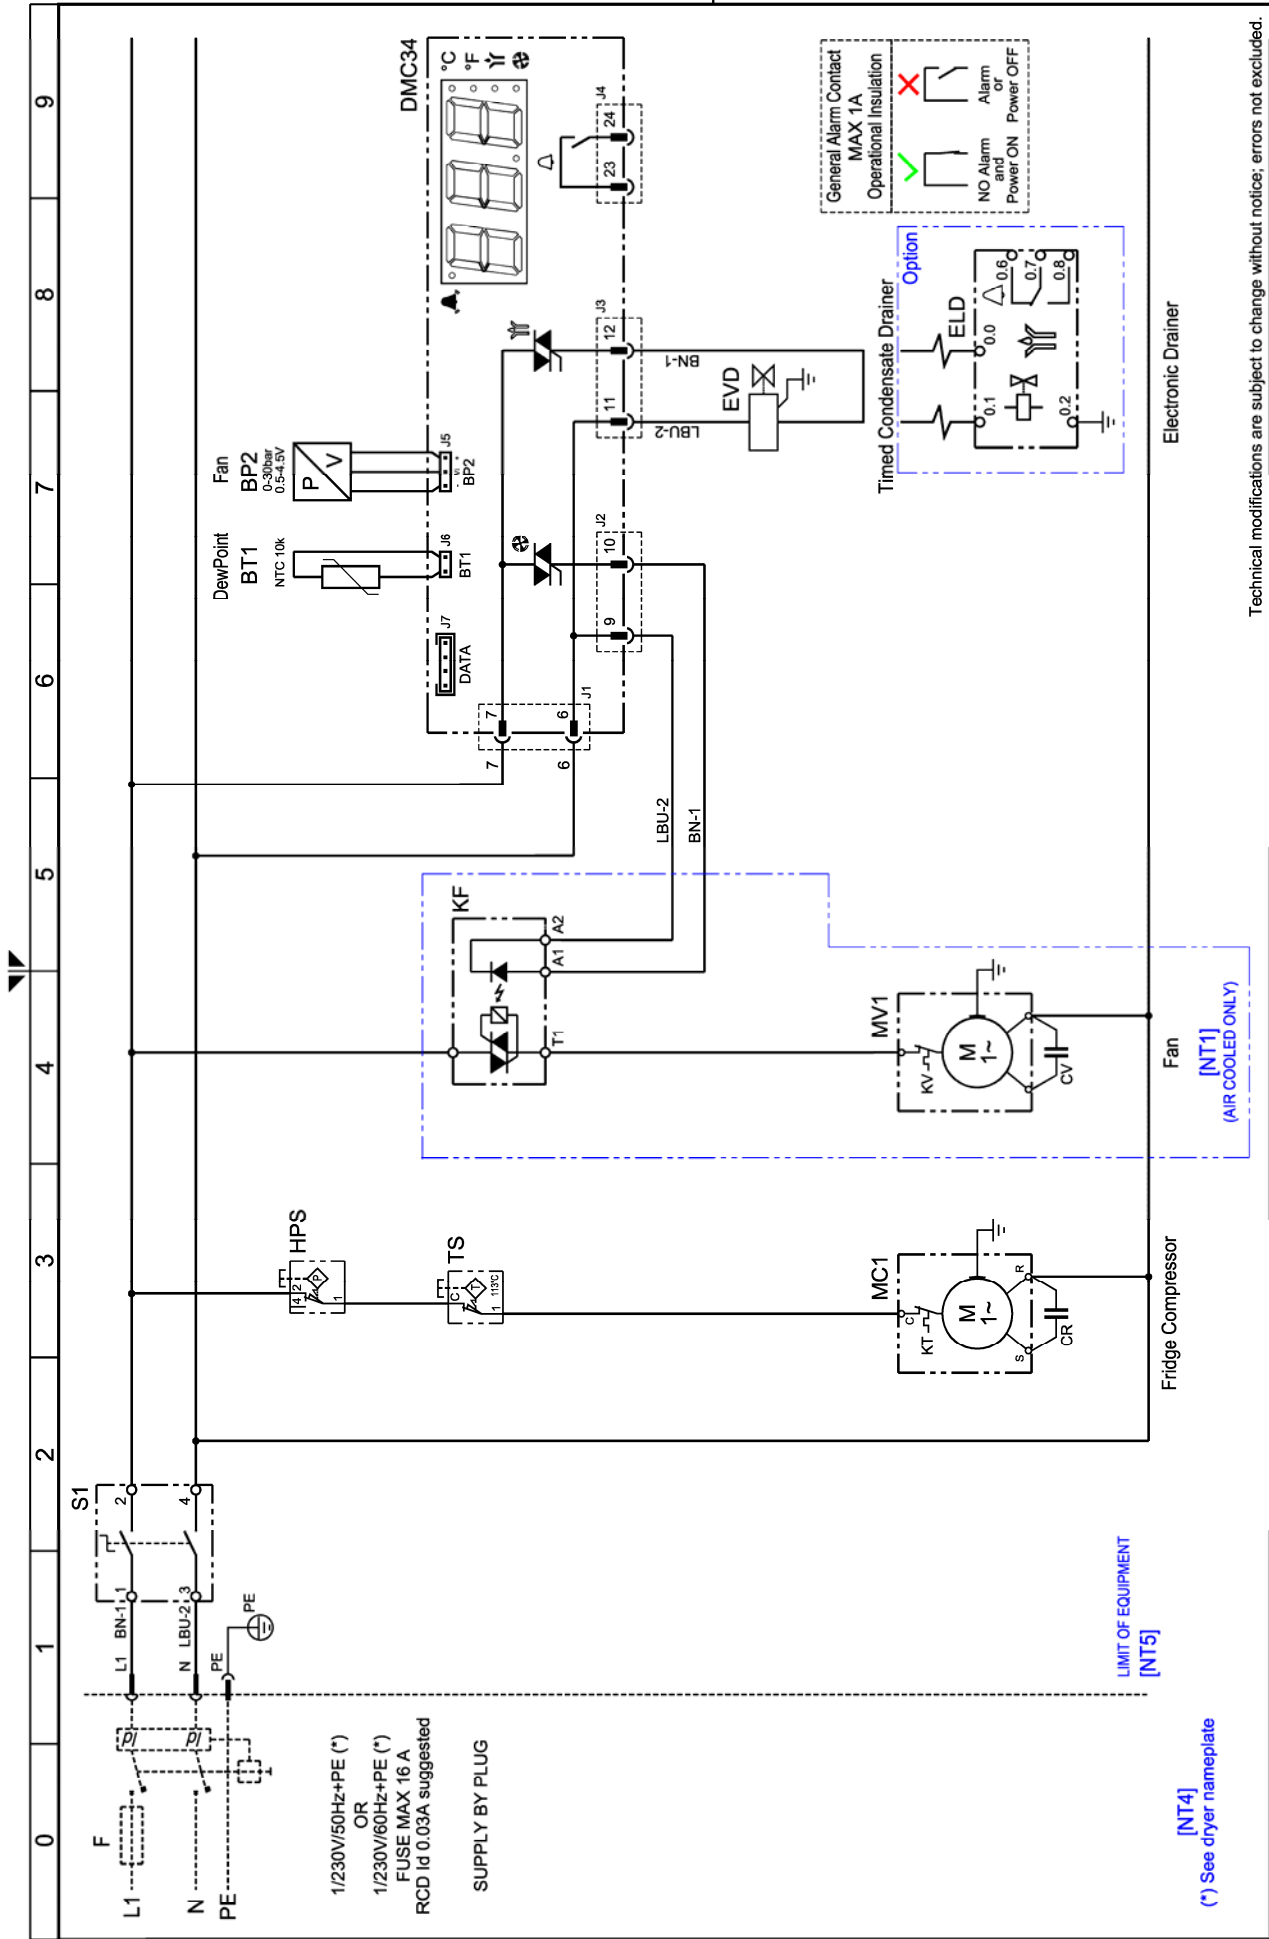 0
1
2
3
4
5
6
7
8
9
F
L1
N
PE
1/230V/50Hz+PE (*)
OR
1/230V/60Hz+PE (*)
FUSE MAX 16 A
RCD Id 0.03A suggested
SUPPLY BY PLUG
[NT4]
(*) See dryer nameplate
L1
BN-1
N
LBU-2
PE
PE
LIMIT OF EQUIPMENT
[NT5]
S1
1
2
3
4
HPS
4
2
P
1
TS
C
T
113°C
1
MC1
C
KT
M
1~
S
R
CR
Fridge Compressor
KF
T1
A1
A2
MV1
KV
M
1~
CV
Fan
[NT1]
(AIR COOLED ONLY)
LBU-2
BN-1
7
6
7
6
J1
DATA
J7
DewPoint
BT1
NTC 10k
J6
BT1
Fan
BP2
0-30bar
0.5-4.5V
P
V
J5
- S +
BP2
9
10
J2
11
12
J3
LBU-2
BN-1
EVD
Timed Condensate Drainer
Option
ELD
0.1
0.0
0.2
0.6
0.7
0.8
Electronic Drainer
DMC34
°C
°F
23
24
J4
General Alarm Contact
MAX 1A
Operational Insulation
NO Alarm
and
Power ON
Alarm
or
Power OFF
Technical modifications are subject to change without notice; errors not excluded.